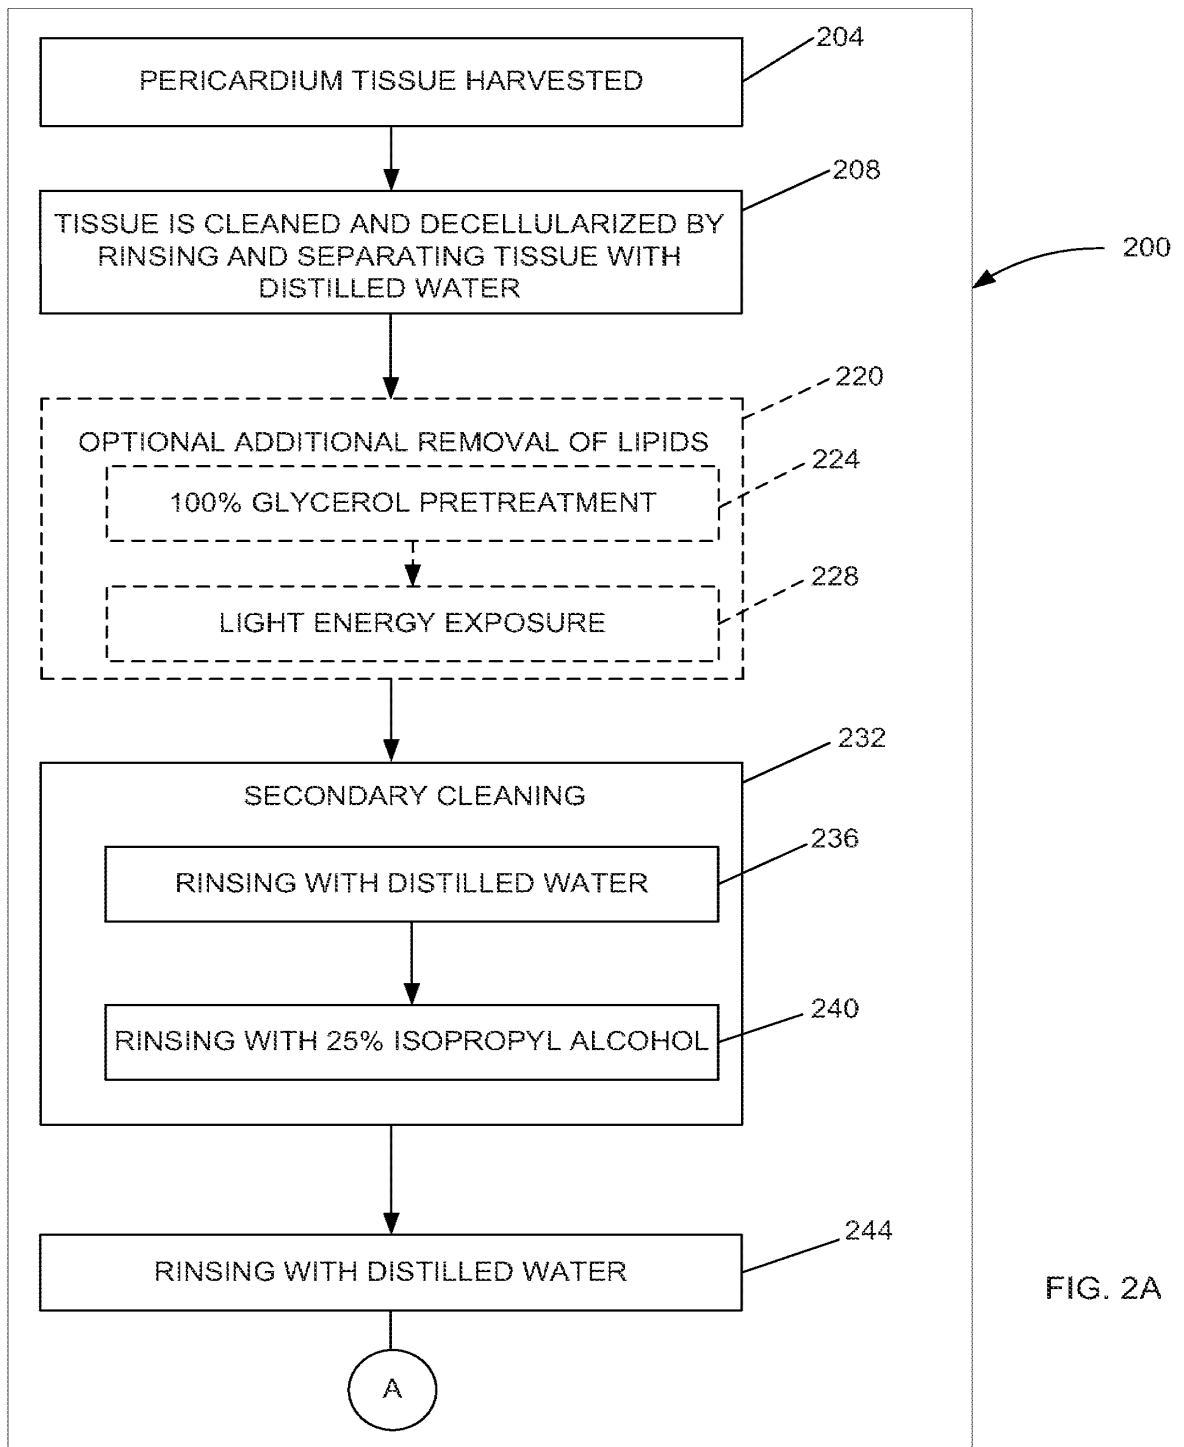 204
PERICARDIUM TISSUE HARVESTED
208
TISSUE IS CLEANED AND DECELLULARIZED BY
RINSING AND SEPARATING TISSUE WITH
DISTILLED WATER
200
220
OPTIONAL ADDITIONAL REMOVAL OF LIPIDS
224
100% GLYCEROL PRETREATMENT
228
LIGHT ENERGY EXPOSURE
232
SECONDARY CLEANING
236
RINSING WITH DISTILLED WATER
240
RINSING WITH 25% ISOPROPYL ALCOHOL
244
RINSING WITH DISTILLED WATER
FIG. 2A
A